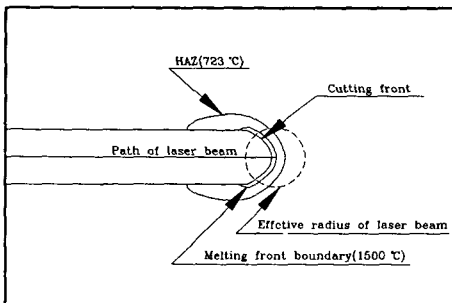 HAZ(723 ℃)
Cutting front
Path of laser beam
Effctive radius of laser beam
Melting front boundary(1500 ℃)